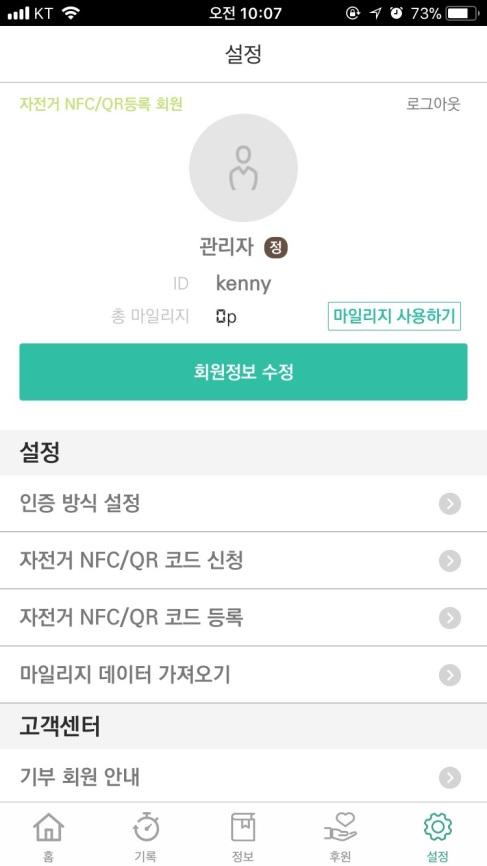 KT 오전 10:07 73%
설정
자전거 NFC/QR등록 회원 로그아웃
관리자 정
ID kenny
총 마일리지 0p 마일리지 사용하기
회원정보 수정
설정
인증 방식 설정
자전거 NFC/QR 코드 신청
자전거 NFC/QR 코드 등록
마일리지 데이터 가져오기
고객센터
기부 회원 안내
홈 기록 정보 후원 설정